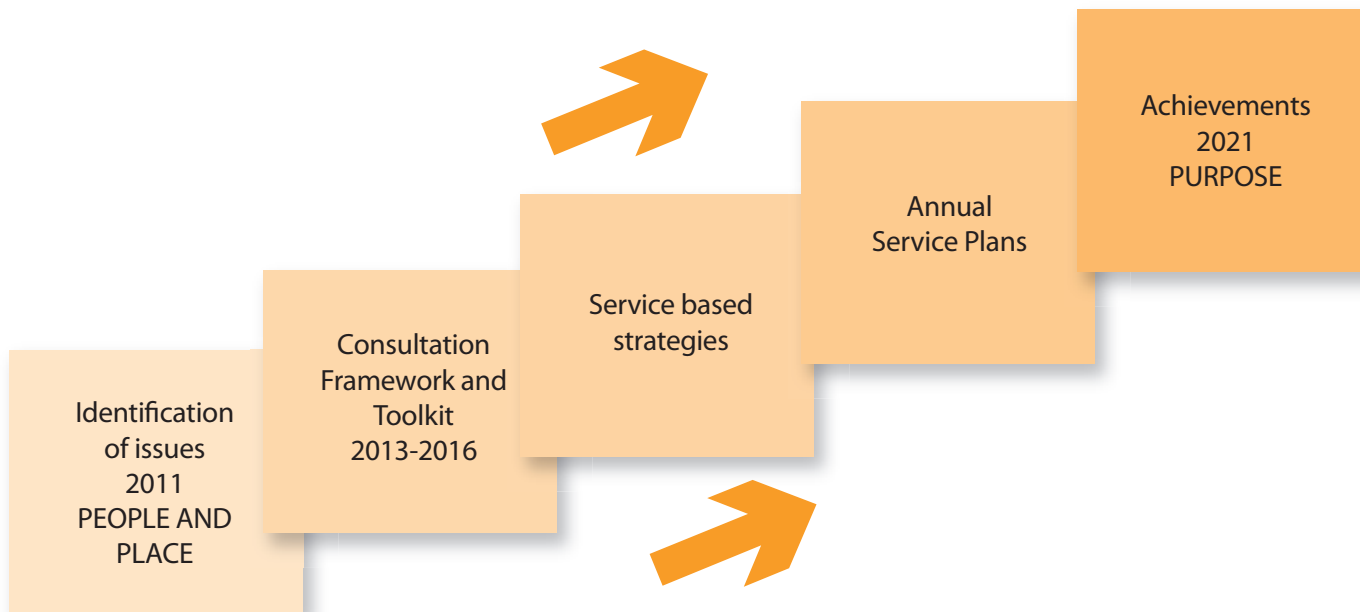 Identification
of issues
2011
PEOPLE AND
PLACE
Consultation
Framework and
Toolkit
2013-2016
Service based
strategies
Annual
Service Plans
Achievements
2021
PURPOSE